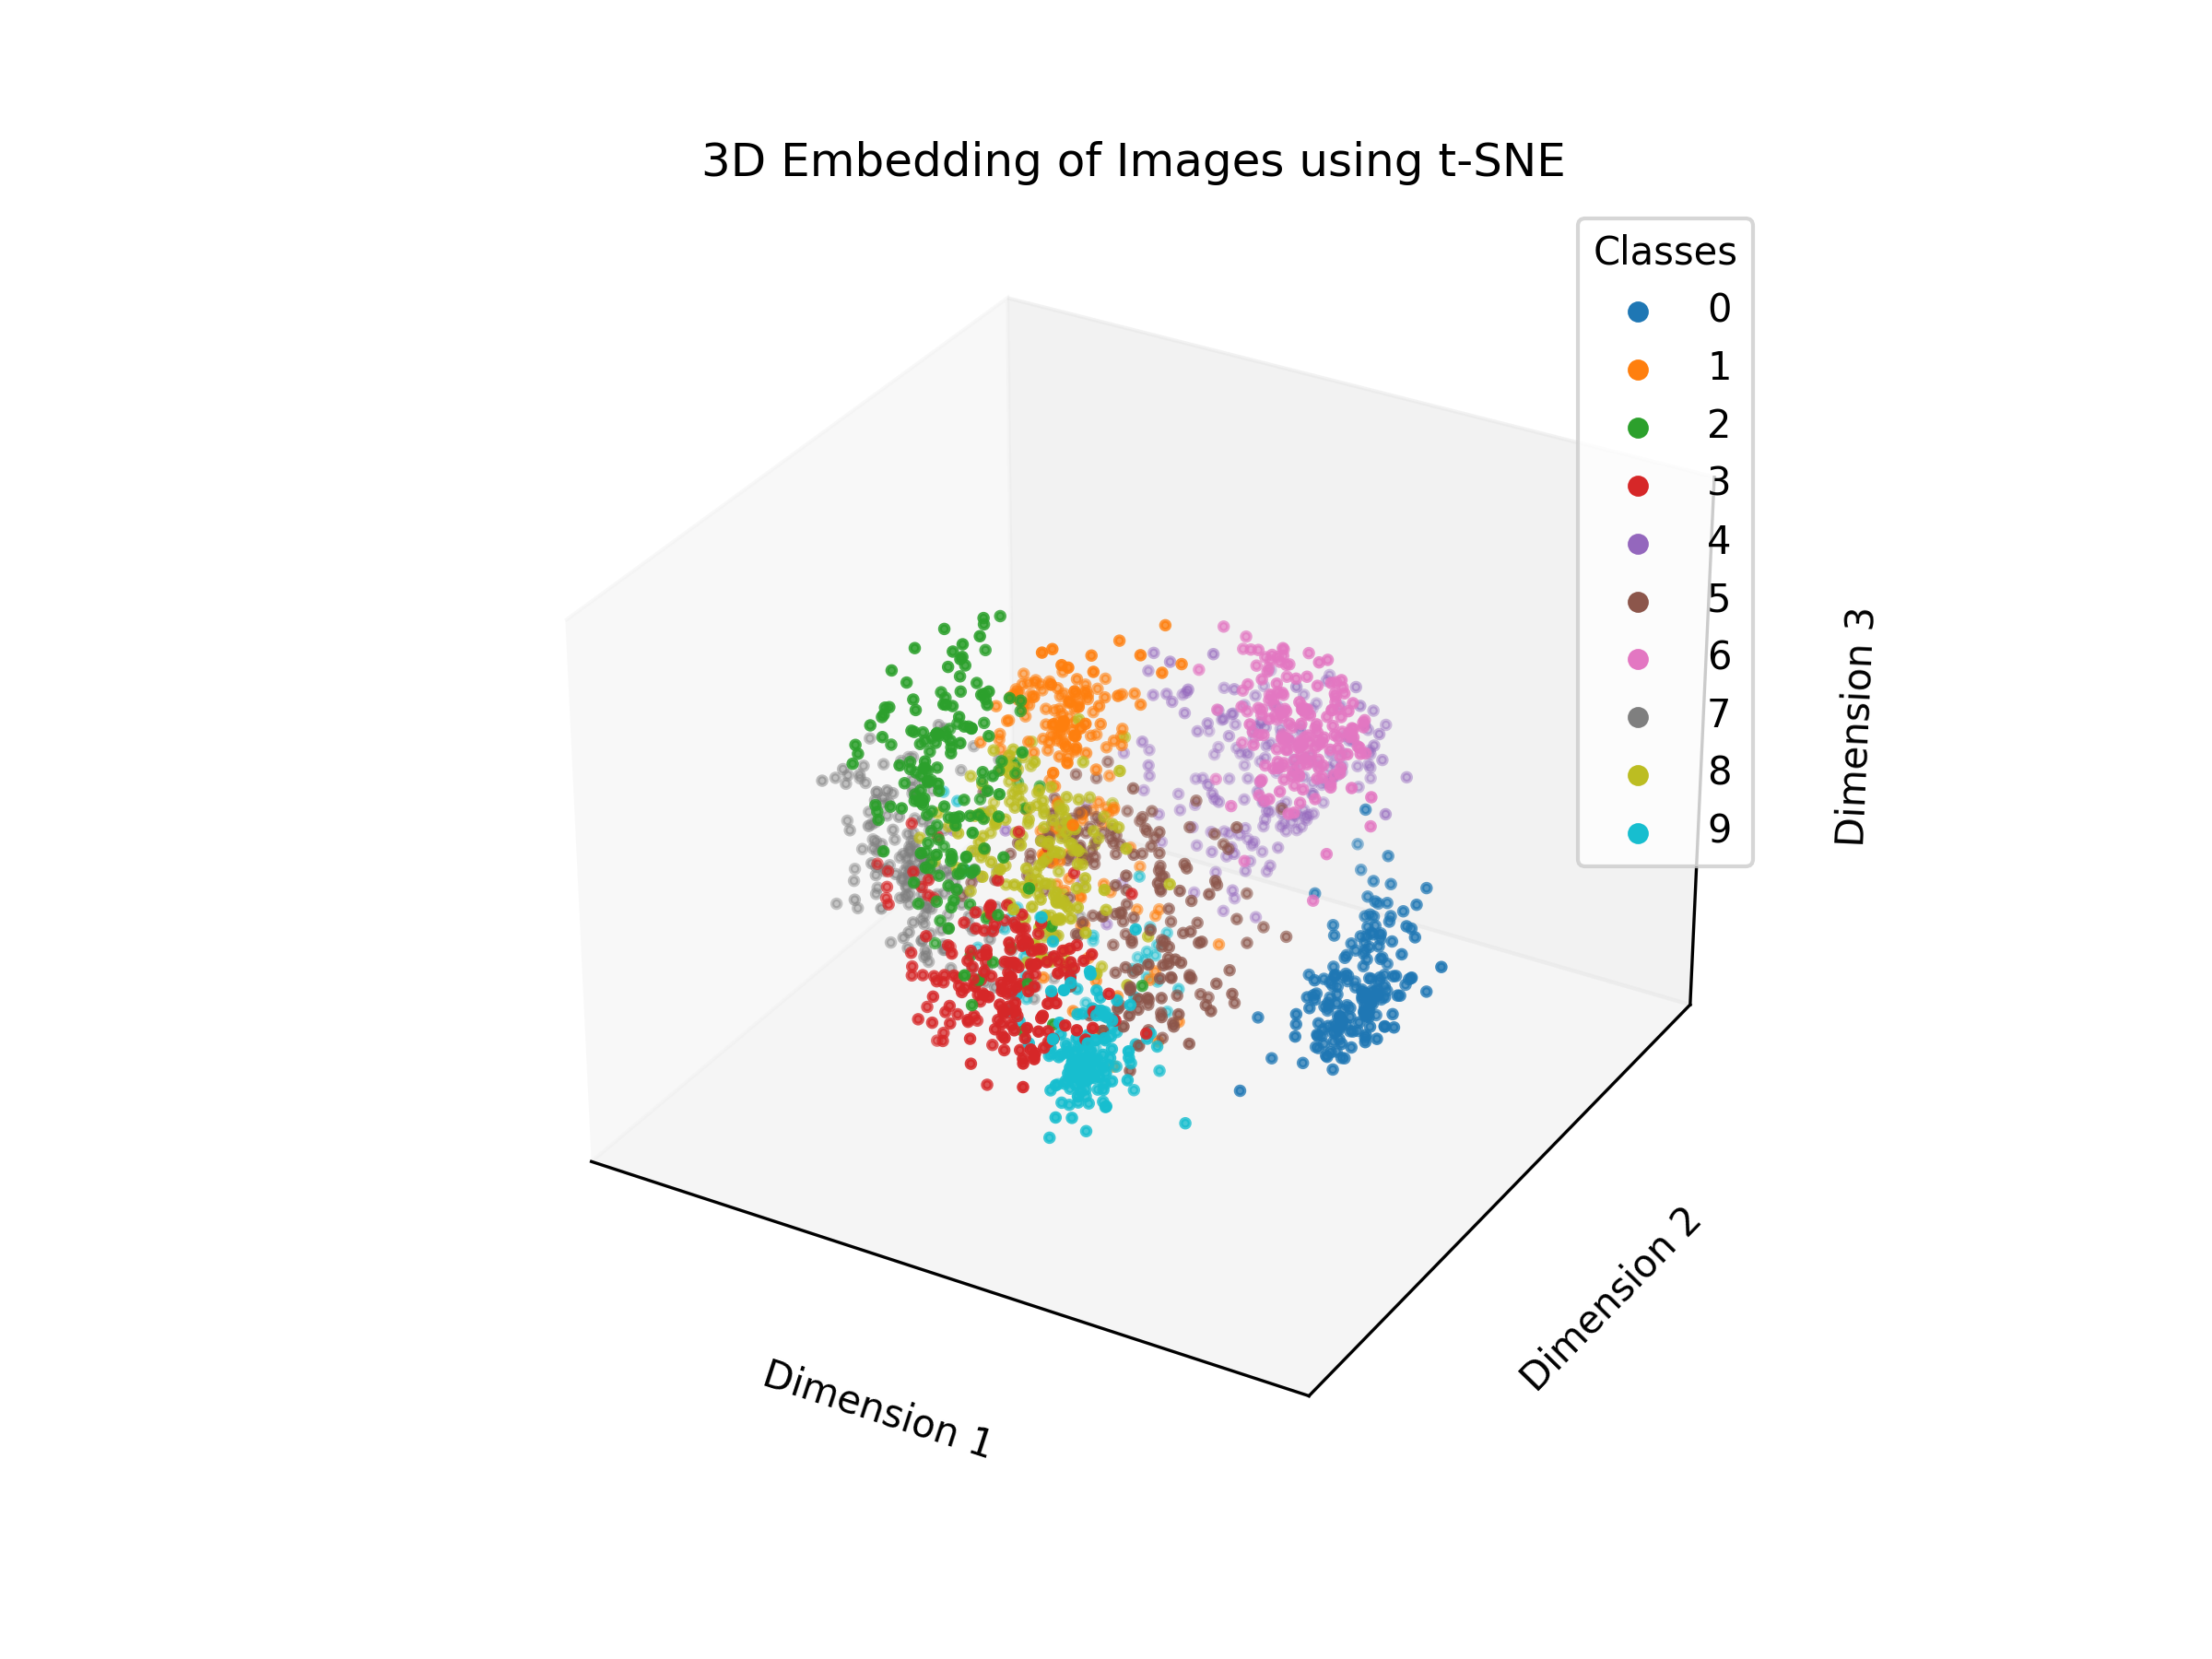 3D Embedding of Images using t-SNE
Classes
0
1
2
3
4
5
6
7
8
9
Dimension 3
Dimension 2
Dimension 1